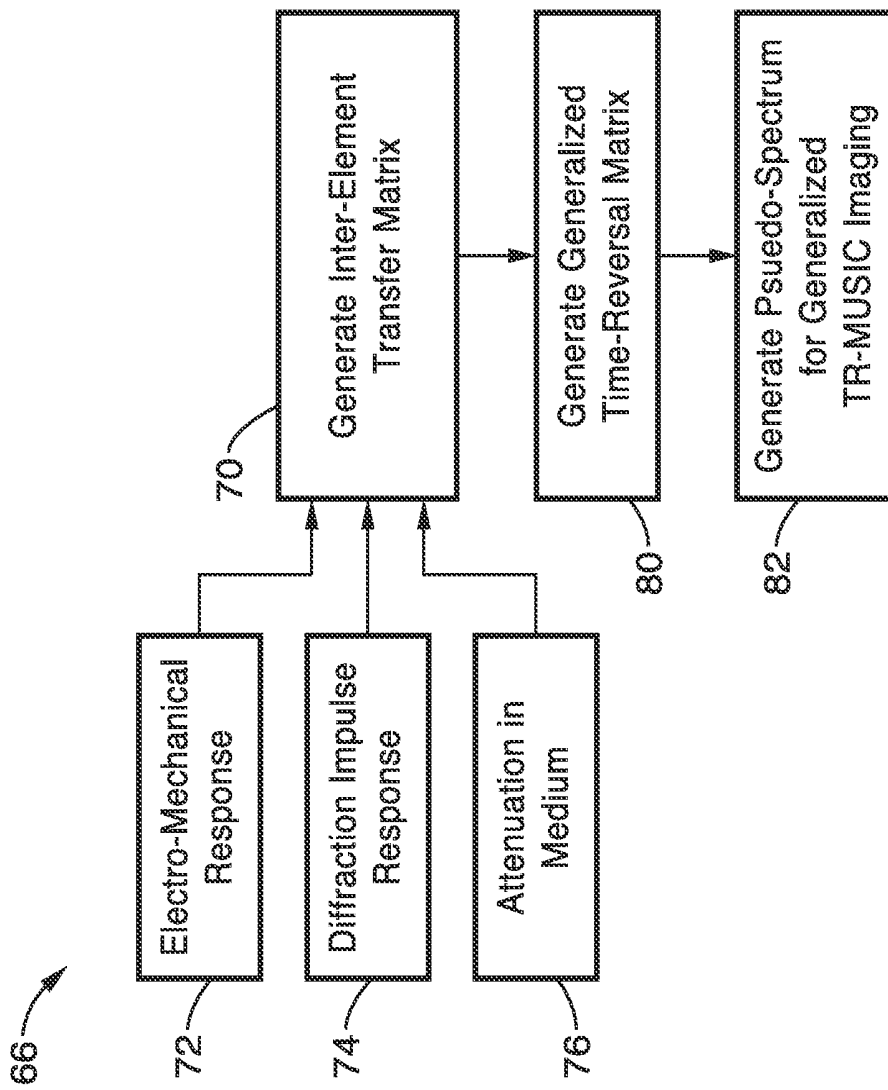 66
72
Electro-Mechanical
Response
74
Diffraction Impulse
Response
76
Attenuation in
Medium
70
Generate Inter-Element
Transfer Matrix
80
Generate Generalized
Time-Reversal Matrix
82
Generate Psuedo-Spectrum
for Generalized
TR-MUSIC Imaging